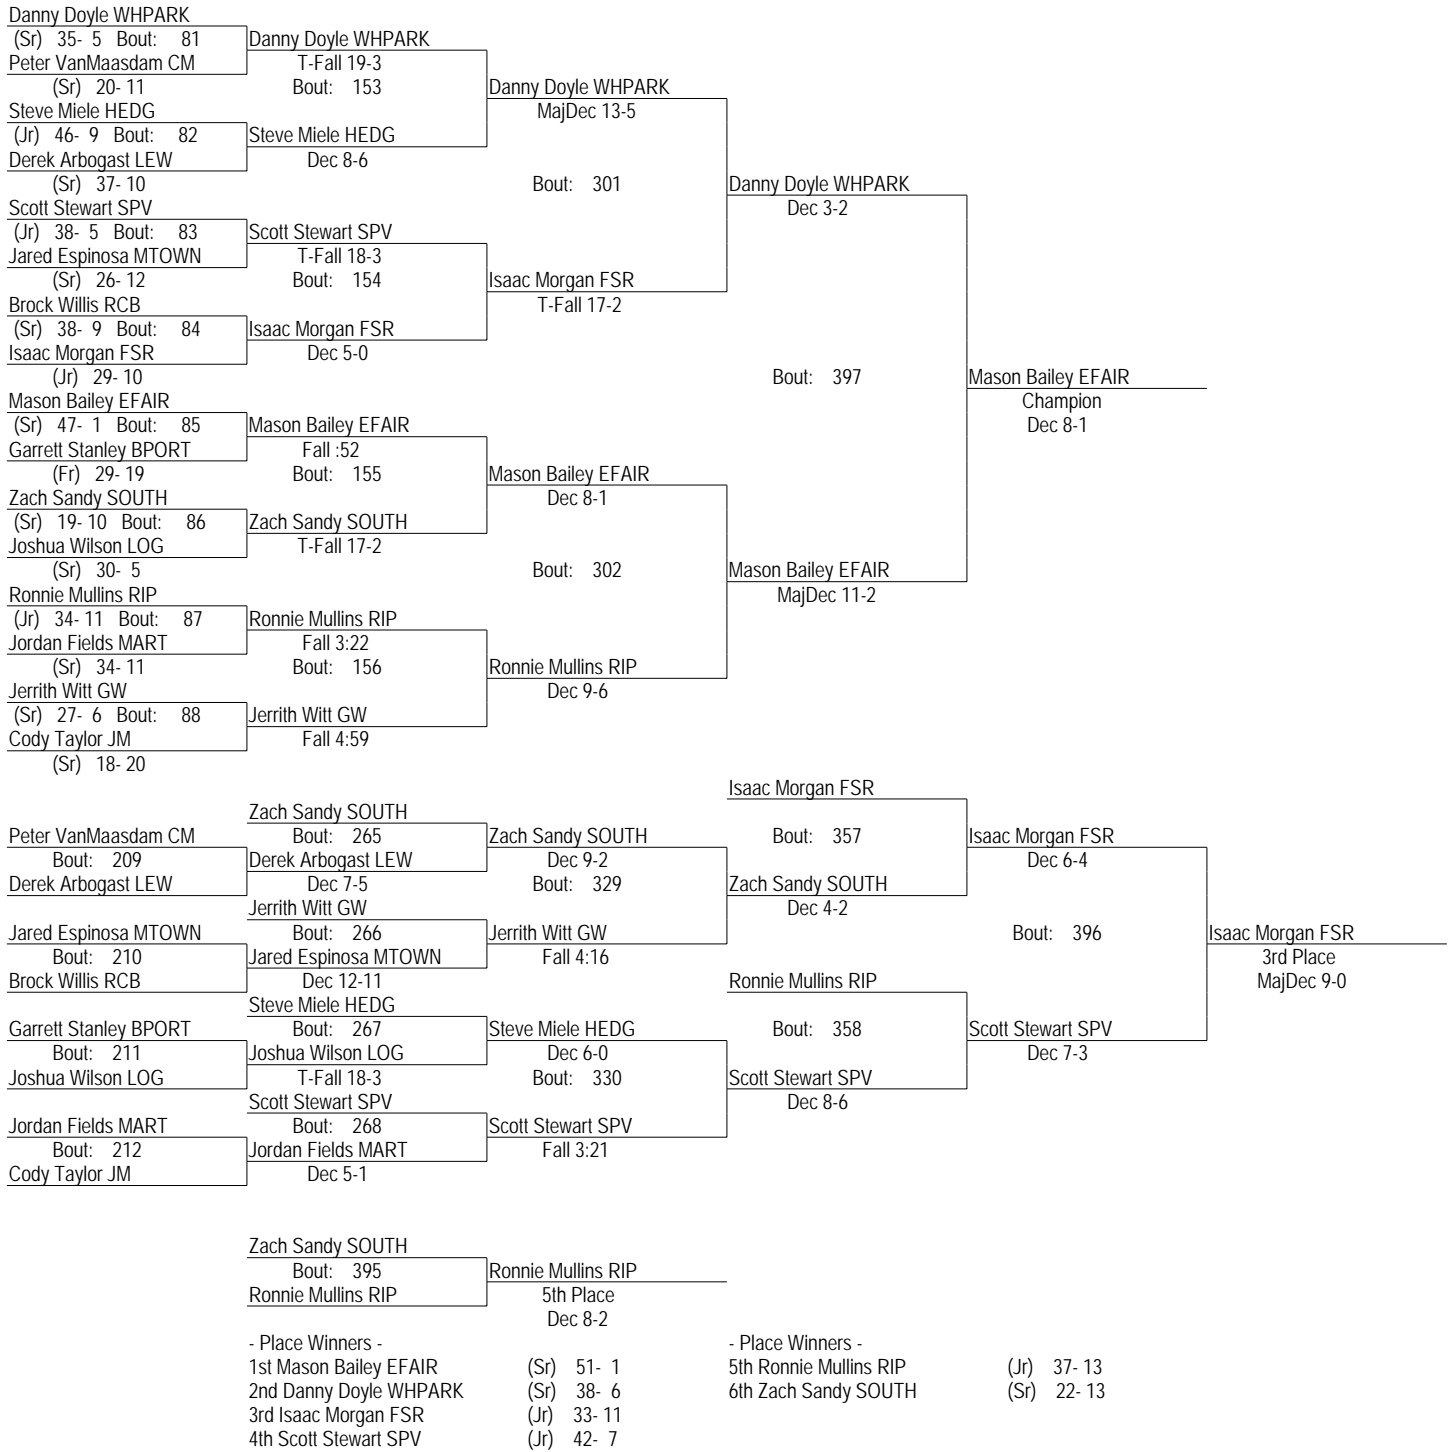 Danny Doyle WHPARK
(Sr) 35- 5 Bout: 81 Danny Doyle WHPARK
Peter VanMaasdam CM T-Fall 19-3
(Sr) 20- 11 Bout: 153 Danny Doyle WHPARK
Steve Miele HEDG MajDec 13-5
(Jr) 46- 9 Bout: 82 Steve Miele HEDG
Derek Arbogast LEW Dec 8-6
(Sr) 37- 10 Bout: 301 Danny Doyle WHPARK
Scott Stewart SPV Dec 3-2
(Jr) 38- 5 Bout: 83 Scott Stewart SPV
Jared Espinosa MTOWN T-Fall 18-3
(Sr) 26- 12 Bout: 154 Isaac Morgan FSR
Brock Willis RCB T-Fall 17-2
(Sr) 38- 9 Bout: 84 Isaac Morgan FSR
Isaac Morgan FSR Dec 5-0
(Jr) 29- 10 Bout: 397 Mason Bailey EFAIR
Mason Bailey EFAIR Champion
(Sr) 47- 1 Bout: 85 Mason Bailey EFAIR Dec 8-1
Garrett Stanley BPORT Fall :52
(Fr) 29- 19 Bout: 155 Mason Bailey EFAIR
Zach Sandy SOUTH Dec 8-1
(Sr) 19- 10 Bout: 86 Zach Sandy SOUTH
Joshua Wilson LOG T-Fall 17-2
(Sr) 30- 5 Bout: 302 Mason Bailey EFAIR
Ronnie Mullins RIP MajDec 11-2
(Jr) 34- 11 Bout: 87 Ronnie Mullins RIP
Jordan Fields MART Fall 3:22
(Sr) 34- 11 Bout: 156 Ronnie Mullins RIP
Jerrith Witt GW Dec 9-6
(Sr) 27- 6 Bout: 88 Jerrith Witt GW
Cody Taylor JM Fall 4:59
(Sr) 18- 20
Isaac Morgan FSR
Zach Sandy SOUTH
Peter VanMaasdam CM Bout: 265 Zach Sandy SOUTH Bout: 357 Isaac Morgan FSR
Bout: 209 Derek Arbogast LEW Dec 9-2 Dec 6-4
Derek Arbogast LEW Dec 7-5 Bout: 329 Zach Sandy SOUTH
Jerrith Witt GW Dec 4-2
Jared Espinosa MTOWN Bout: 266 Jerrith Witt GW Bout: 396 Isaac Morgan FSR
Bout: 210 Jared Espinosa MTOWN Fall 4:16 3rd Place
Brock Willis RCB Dec 12-11 Ronnie Mullins RIP MajDec 9-0
Steve Miele HEDG
Garrett Stanley BPORT Bout: 267 Steve Miele HEDG Bout: 358 Scott Stewart SPV
Bout: 211 Joshua Wilson LOG Dec 6-0 Dec 7-3
Joshua Wilson LOG T-Fall 18-3 Bout: 330 Scott Stewart SPV
Scott Stewart SPV Dec 8-6
Jordan Fields MART Bout: 268 Scott Stewart SPV
Bout: 212 Jordan Fields MART Fall 3:21
Cody Taylor JM Dec 5-1
Zach Sandy SOUTH
Bout: 395 Ronnie Mullins RIP
Ronnie Mullins RIP 5th Place
Dec 8-2
- Place Winners - - Place Winners -
1st Mason Bailey EFAIR (Sr) 51- 1 5th Ronnie Mullins RIP (Jr) 37- 13
2nd Danny Doyle WHPARK (Sr) 38- 6 6th Zach Sandy SOUTH (Sr) 22- 13
3rd Isaac Morgan FSR (Jr) 33- 11
4th Scott Stewart SPV (Jr) 42- 7